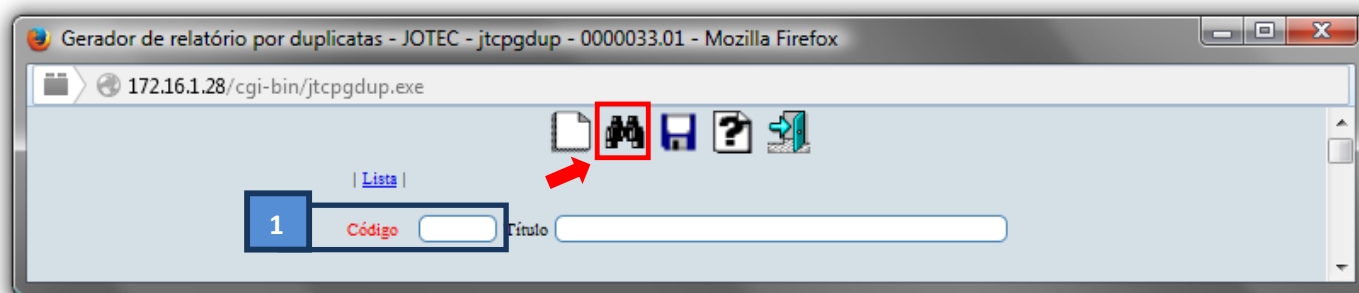 Gerador de relatório por duplicatas - JOTEC - jtcpgdup - 0000033.01 - Mozilla Firefox
172.16.1.28/cgi-bin/jtcpgdup.exe
| Lista |
1 Código Título